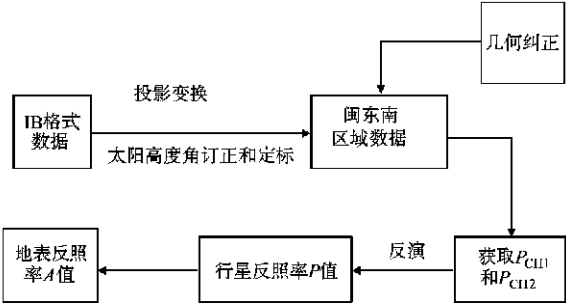 几何纠正
投影变换
IB格式
数据
太阳高度角订正和定标
闽东南
区域数据
地表反照
率A值
行星反照率P值
反演
获取P_CH1
和P_CH2